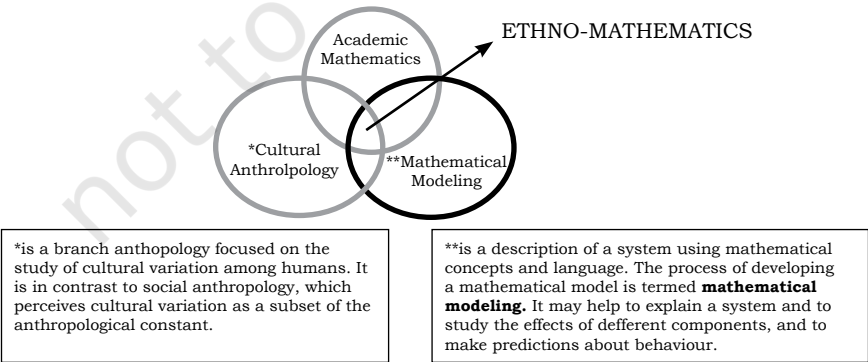 Academic
Mathematics
ETHNO-MATHEMATICS
*Cultural
Anthrolpology
**Mathematical
Modeling
not to
*is a branch anthopology focused on the
study of cultural variation among humans. It
is in contrast to social anthropology, which
perceives cultural variation as a subset of the
anthropological constant.
**is a description of a system using mathematical
concepts and language. The process of developing
a mathematical model is termed mathematical
modeling. It may help to explain a system and to
study the effects of defferent components, and to
make predictions about behaviour.